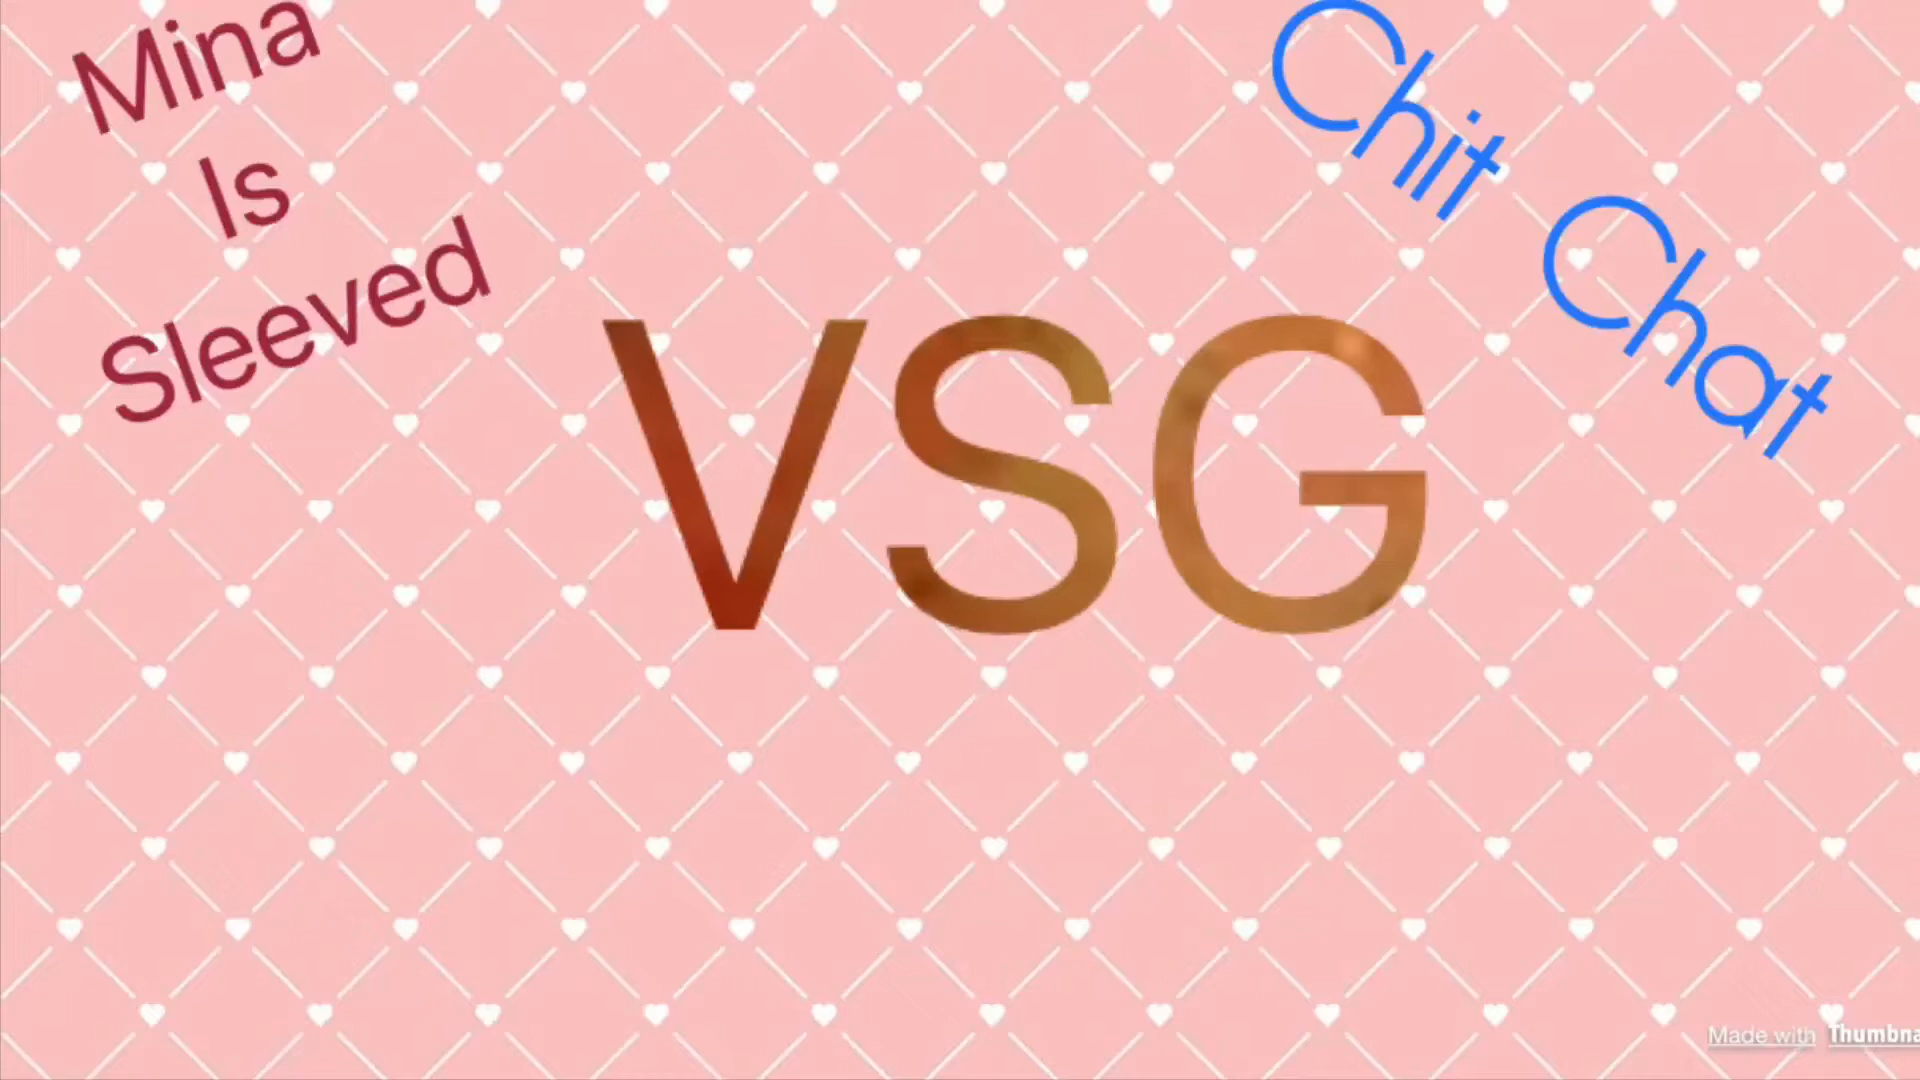 Mina
Is
Sleeved
Chit Chat
VSG
Made with